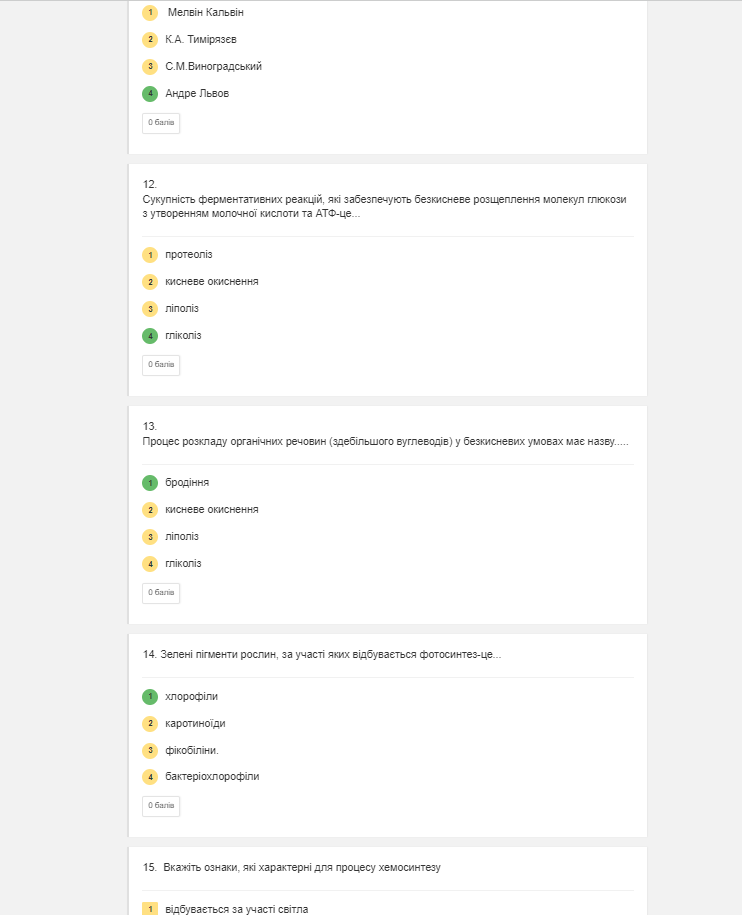 1 Мелвін Кальвін
2 К.А. Тимірязєв
3 С.М.Виноградський
4 Андре Львов
0 балів
12.
Сукупність ферментативних реакцій, які забезпечують безкисневе розщеплення молекул глюкози
з утворенням молочної кислоти та АТФ-це...
1 протеоліз
2 кисневе окиснення
3 ліполіз
4 гліколіз
0 балів
13.
Процес розкладу органічних речовин (здебільшого вуглеводів) у безкисневих умовах має назву.....
1 бродіння
2 кисневе окиснення
3 ліполіз
4 гліколіз
0 балів
14. Зелені пігменти рослин, за участі яких відбувається фотосинтез-це...
1 хлорофіли
2 каротиноїди
3 фікобіліни.
4 бактеріохлорофіли
0 балів
15. Вкажіть ознаки, які характерні для процесу хемосинтезу
1 відбувається за участі світла